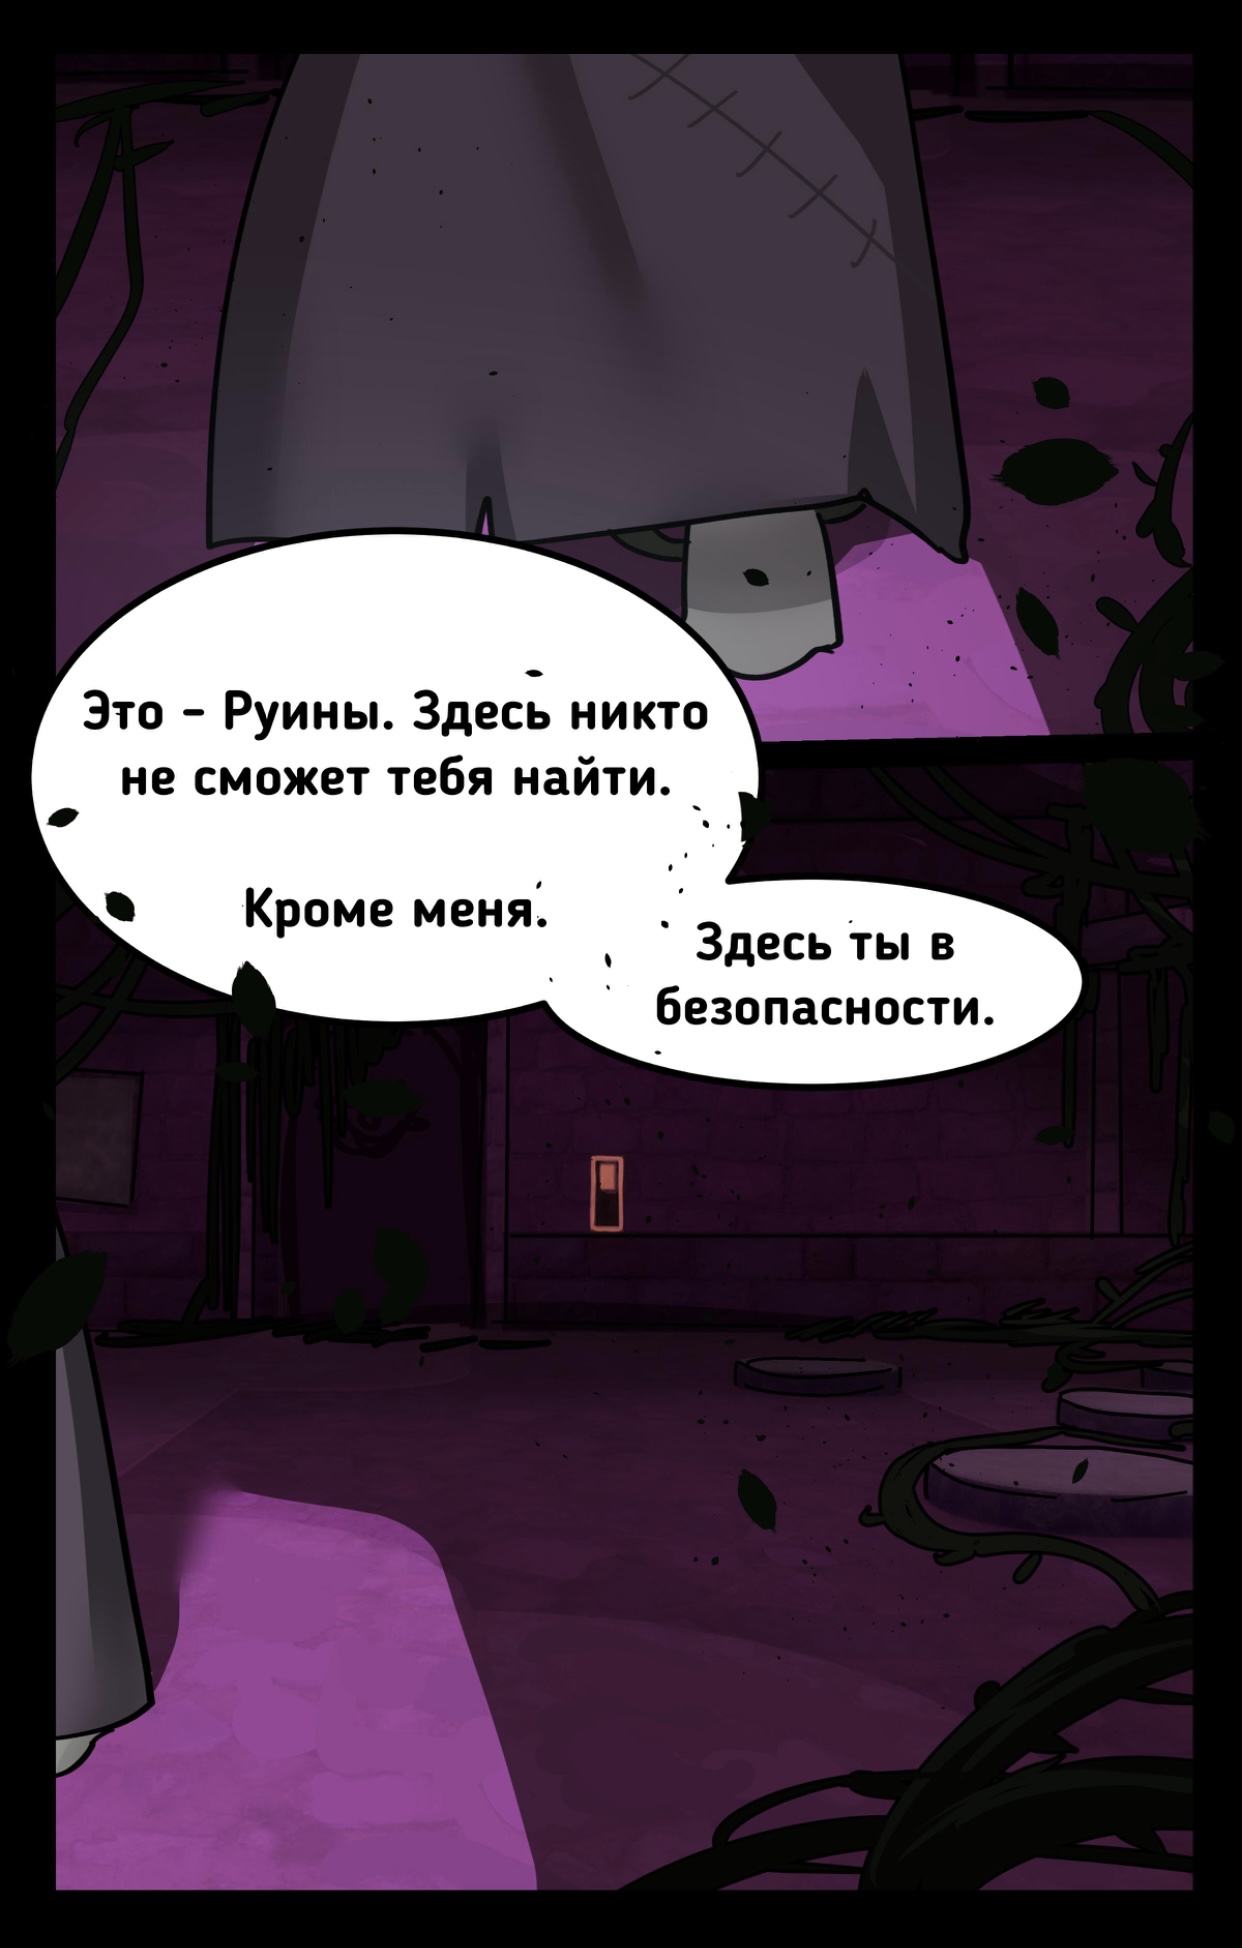 Это - Руины. Здесь никто
не сможет тебя найти.
Кроме меня.
Здесь ты в
безопасности.